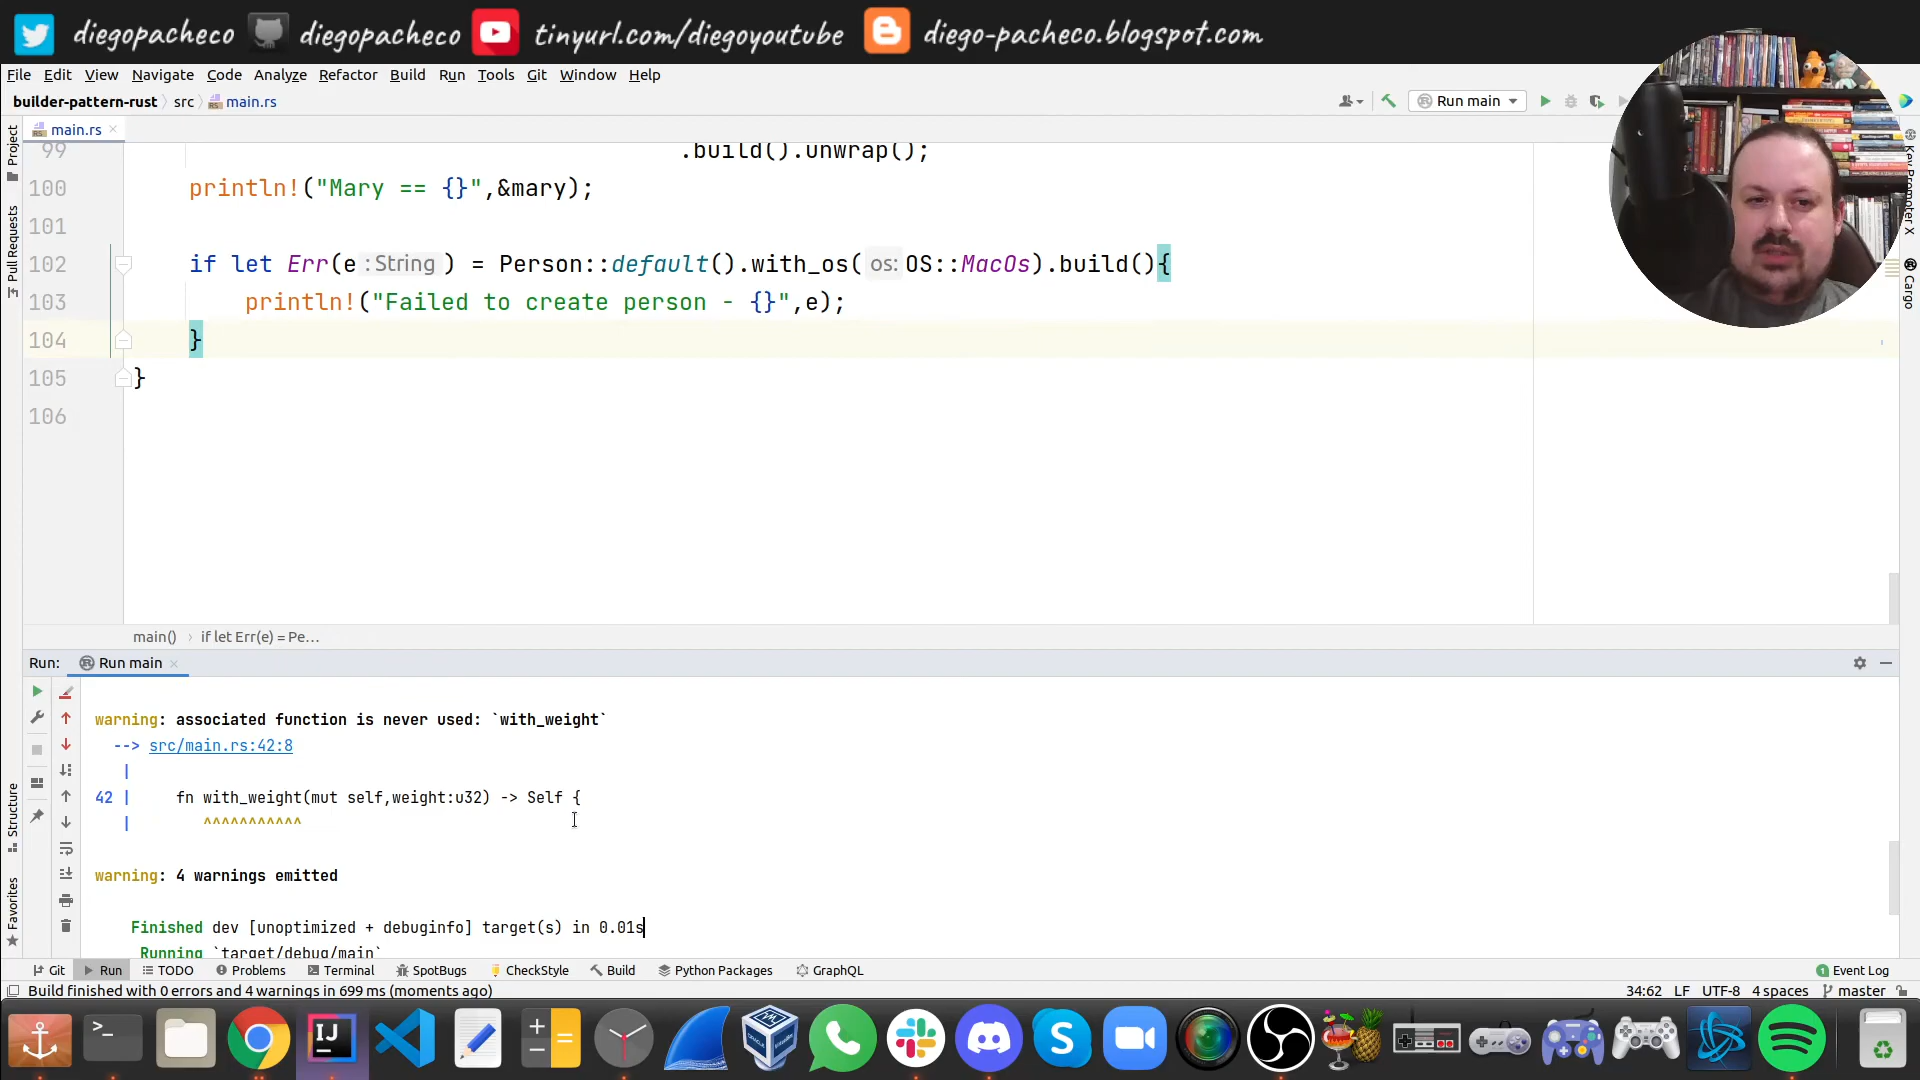 diegopacheco diegopacheco tinyurl.com/diegoyoutube diego-pacheco.blogspot.com
File Edit View Navigate Code Analyze Refactor Build Run Tools Git Window Help
builder-pattern-rust src main.rs
Run main
main.rs
Project
Pull Requests
Structure
Favorites
Key Promoter X
Cargo
99 .build().unwrap();
100 println!("Mary == {}",&mary);
101
102 if let Err(e : String ) = Person::default().with_os( os: OS::MacOs).build(){
103 println!("Failed to create person - {}",e);
104 }
105 }
106
main() if let Err(e) = Pe…
Run: Run main
warning: associated function is never used: `with_weight`
--> src/main.rs:42:8
|
42 | fn with_weight(mut self,weight:u32) -> Self {
| ^^^^^^^^^^^
warning: 4 warnings emitted
Finished dev [unoptimized + debuginfo] target(s) in 0.01s
Running `target/debug/main`
Git Run TODO Problems Terminal SpotBugs CheckStyle Build Python Packages GraphQL 1 Event Log
Build finished with 0 errors and 4 warnings in 699 ms (moments ago) 34:62 LF UTF-8 4 spaces master